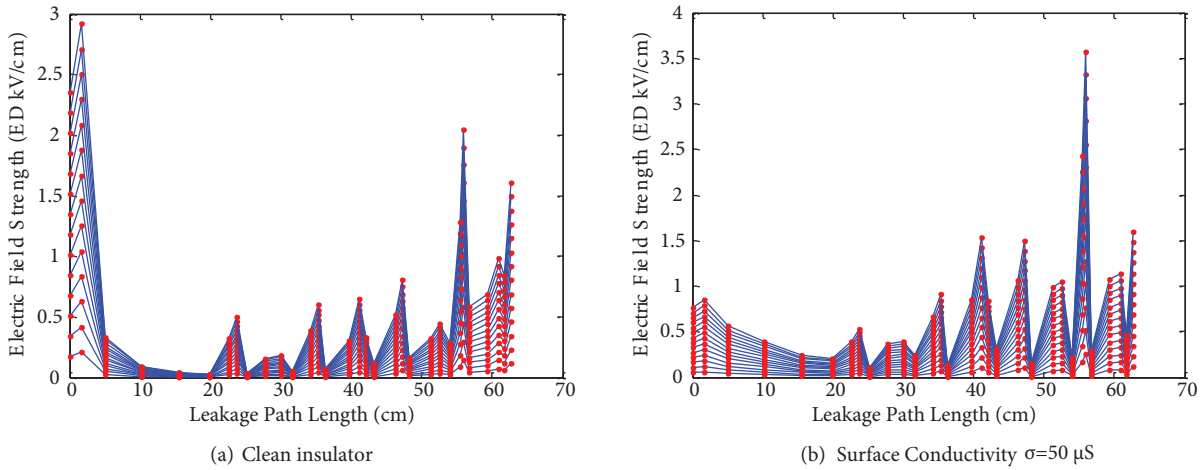 3
2.5
2
1.5
1
0.5
0
0 10 20 30 40 50 60 70
Electric Field Strength (ED kV/cm)
Leakage Path Length (cm)
(a) Clean insulator
4
3.5
3
2.5
2
1.5
1
0.5
0
0 10 20 30 40 50 60 70
Electric Field Strength (ED kV/cm)
Leakage Path Length (cm)
(b) Surface Conductivity σ=50 μS